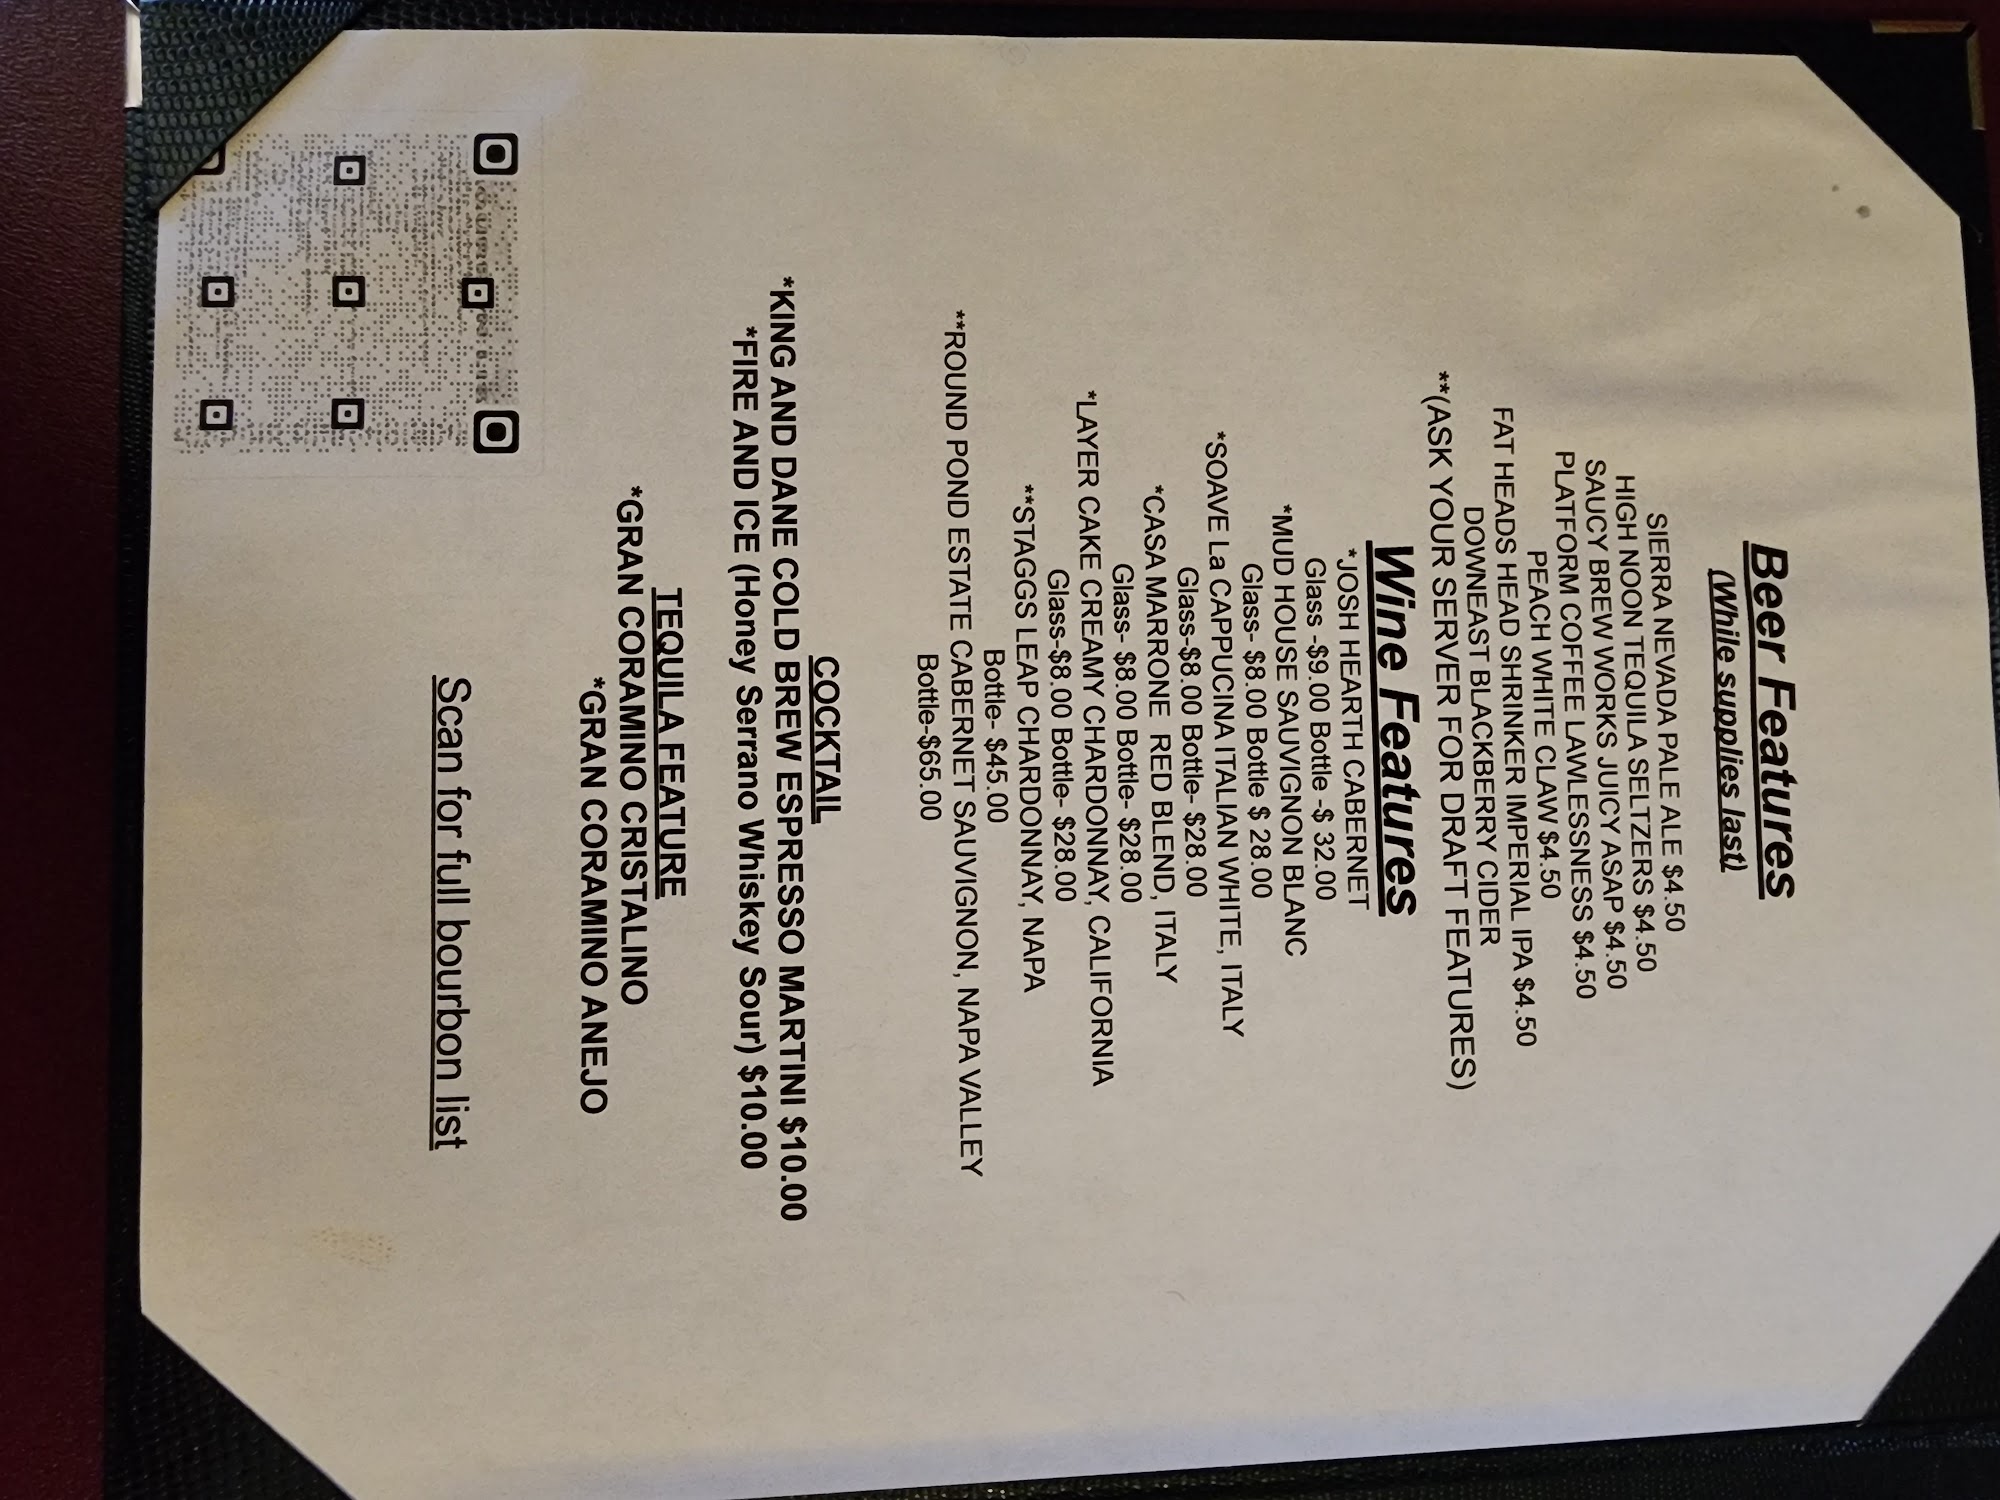 Beer Features
(While supplies last)
SIERRA NEVADA PALE ALE $4.50
HIGH NOON TEQUILA SELTZERS $4.50
SAUCY BREW WORKS JUICY ASAP $4.50
PLATFORM COFFEE LAWLESSNESS $4.50
PEACH WHITE CLAW $4.50
FAT HEADS HEAD SHRINKER IMPERIAL IPA $4.50
DOWNEAST BLACKBERRY CIDER
**(ASK YOUR SERVER FOR DRAFT FEATURES)
Wine Features
*JOSH HEARTH CABERNET
Glass -$9.00 Bottle -$ 32.00
*MUD HOUSE SAUVIGNON BLANC
Glass- $8.00 Bottle $ 28.00
*SOAVE La CAPPUCINA ITALIAN WHITE, ITALY
Glass-$8.00 Bottle- $28.00
*CASA MARRONE RED BLEND, ITALY
Glass- $8.00 Bottle- $28.00
*LAYER CAKE CREAMY CHARDONNAY, CALIFORNIA
Glass-$8.00 Bottle- $28.00
**STAGGS LEAP CHARDONNAY, NAPA
Bottle- $45.00
**ROUND POND ESTATE CABERNET SAUVIGNON, NAPA VALLEY
Bottle-$65.00
COCKTAIL
*KING AND DANE COLD BREW ESPRESSO MARTINI $10.00
*FIRE AND ICE (Honey Serrano Whiskey Sour) $10.00
TEQUILA FEATURE
*GRAN CORAMINO CRISTALINO
*GRAN CORAMINO ANEJO
Scan for full bourbon list